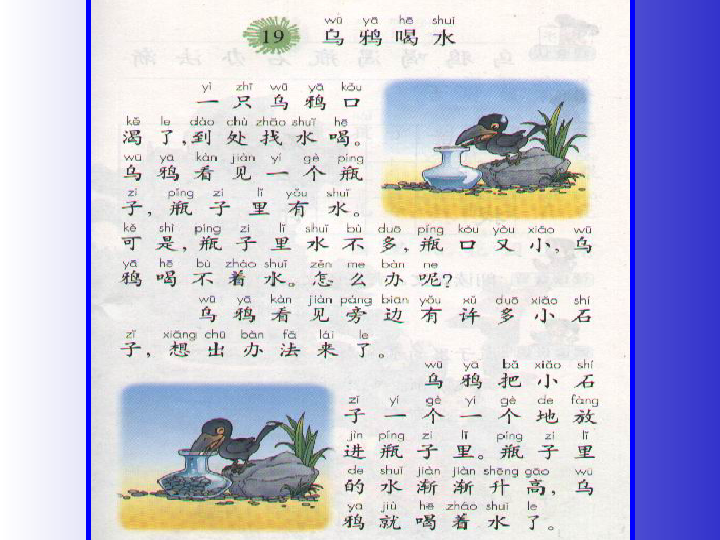 wū yā hē shuǐ
19 乌鸦喝水
yì zhī wū yā kǒu
一只乌鸦口
kě le dào chù zhǎo shuǐ hē
渴了,到处找水喝。
wū yā kàn jiàn yí gè píng
乌鸦看见一个瓶
zi píng zi lǐ yǒu shuǐ
子,瓶子里有水。
kě shì píng zi lǐ shuǐ bù duō píng kǒu yòu xiǎo wū
可是,瓶子里水不多,瓶口又小,乌
yā hē bù zháo shuǐ zěn me bàn ne
鸦喝不着水。怎么办呢?
wū yā kàn jiàn páng biān yǒu xǔ duō xiǎo shí
乌鸦看见旁边有许多小石
zǐ xiǎng chū bàn fǎ lái le
子,想出办法来了。
wū yā bǎ xiǎo shí
乌鸦把小石
zǐ yí gè yí gè de fàng
子一个一个地放
jìn píng zi lǐ píng zi lǐ
进瓶子里。瓶子里
de shuǐ jiàn jiàn shēng gāo wū
的水渐渐升高,乌
yā jiù hē zháo shuǐ le
鸦就喝着水了。